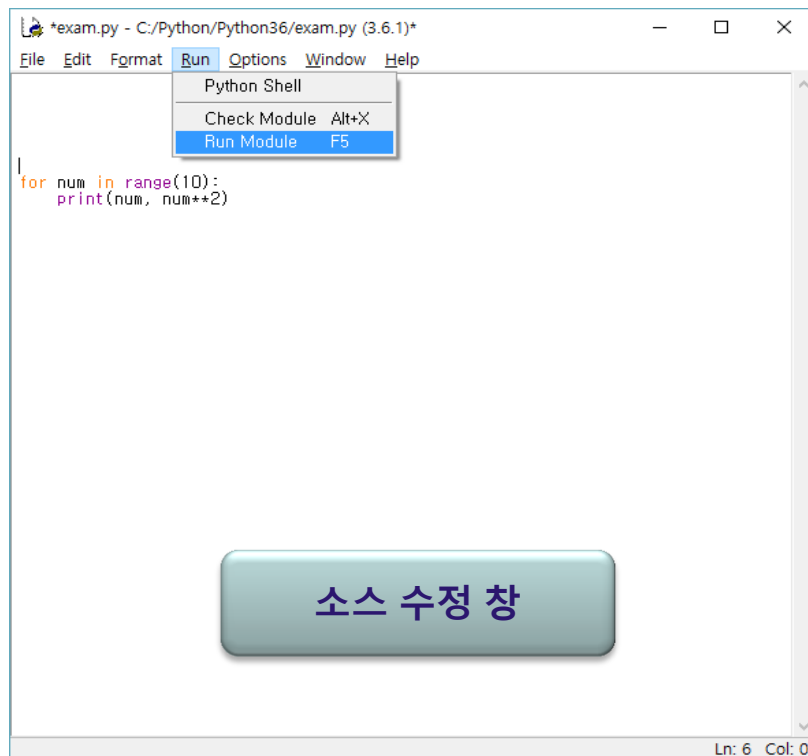 *exam.py - C:/Python/Python36/exam.py (3.6.1)*
File Edit Format Run Options Window Help
Python Shell
Check Module Alt+X
Run Module F5
for num in range(10):
print(num, num**2)
소스 수정 창
Ln: 6 Col: 0